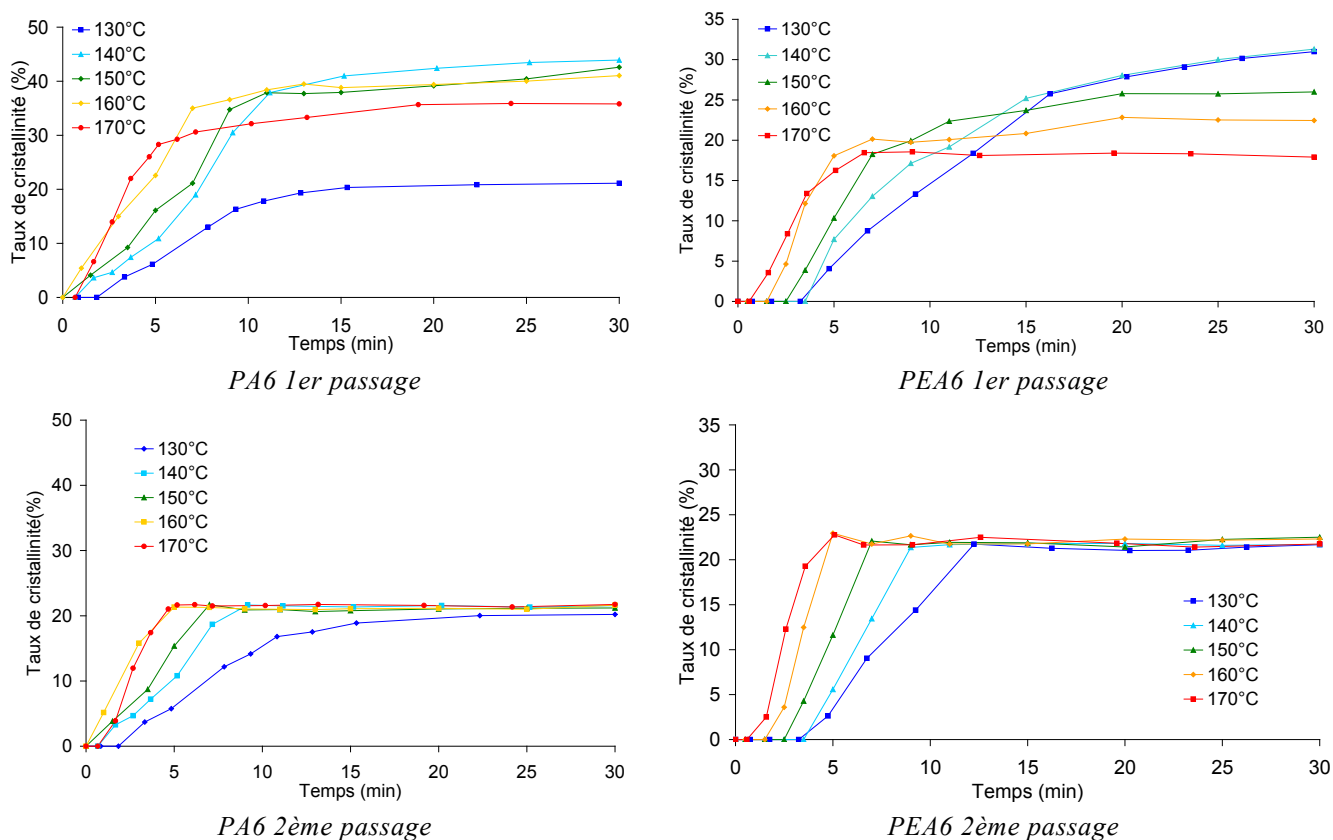 50
40
30
20
10
0
Taux de cristallinité (%)
130°C
140°C
150°C
160°C
170°C
0 5 10 15 20 25 30
Temps (min)
PA6 1er passage
35
30
25
20
15
10
5
0
Taux de cristallinité (%)
130°C
140°C
150°C
160°C
170°C
0 5 10 15 20 25 30
Temps (min)
PEA6 1er passage
50
40
30
20
10
0
Taux de cristallinité(%)
130°C
140°C
150°C
160°C
170°C
0 5 10 15 20 25 30
Temps (min)
PA6 2ème passage
35
30
25
20
15
10
5
0
Taux de cristallinité (%)
130°C
140°C
150°C
160°C
170°C
0 5 10 15 20 25 30
Temps (min)
PEA6 2ème passage